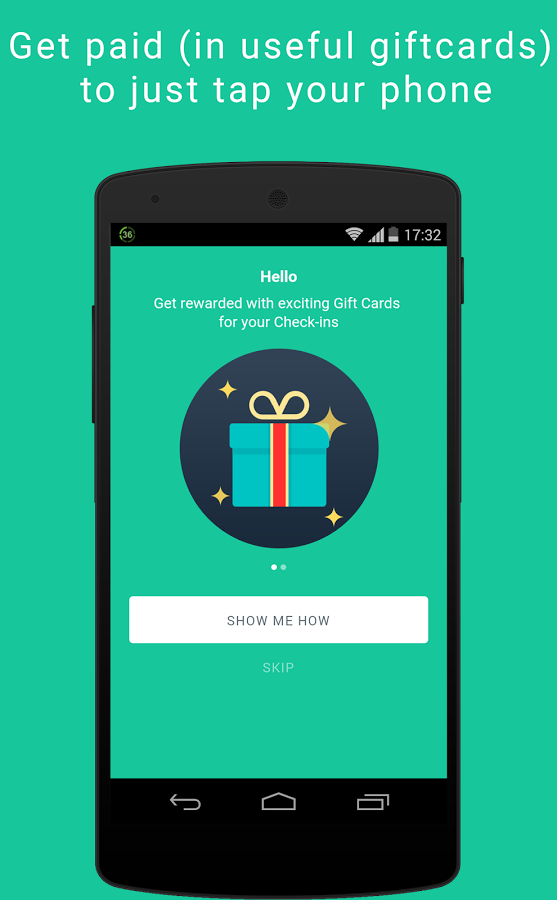 Get paid (in useful giftcards)
to just tap your phone
36
17:32
Hello
Get rewarded with exciting Gift Cards
for your Check-ins
SHOW ME HOW
SKIP